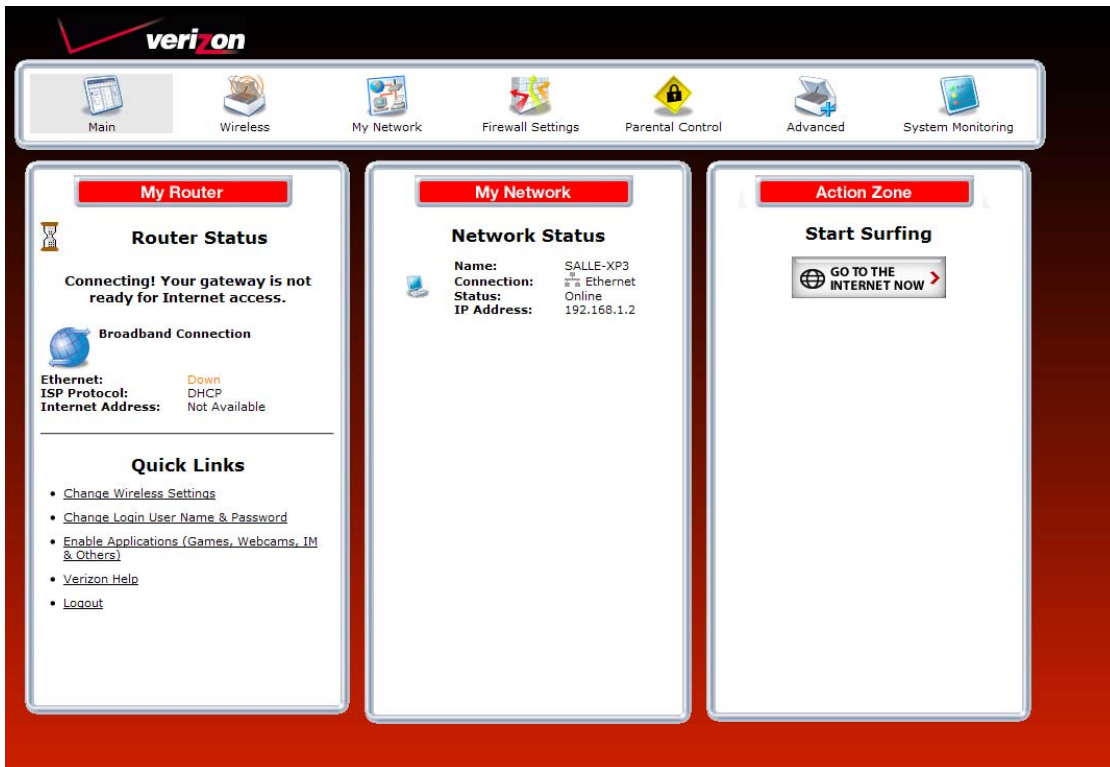 verizon
Main
Wireless
My Network
Firewall Settings
Parental Control
Advanced
System Monitoring
My Router
Router Status
Connecting! Your gateway is not
ready for Internet access.
Broadband Connection
Ethernet: Down
ISP Protocol: DHCP
Internet Address: Not Available
Quick Links
• Change Wireless Settings
• Change Login User Name & Password
• Enable Applications (Games, Webcams, IM
& Others)
• Verizon Help
• Logout
My Network
Network Status
Name: SALLE-XP3
Connection: Ethernet
Status: Online
IP Address: 192.168.1.2
Action Zone
Start Surfing
GO TO THE
INTERNET NOW